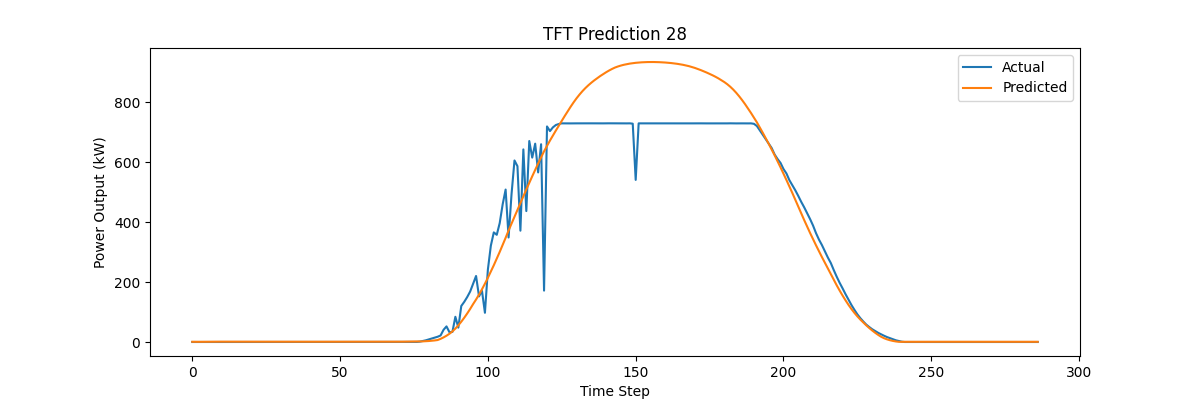 TFT Prediction 28
Actual
Predicted
Power Output (kW)
800
600
400
200
0
0 50 100 150 200 250 300
Time Step